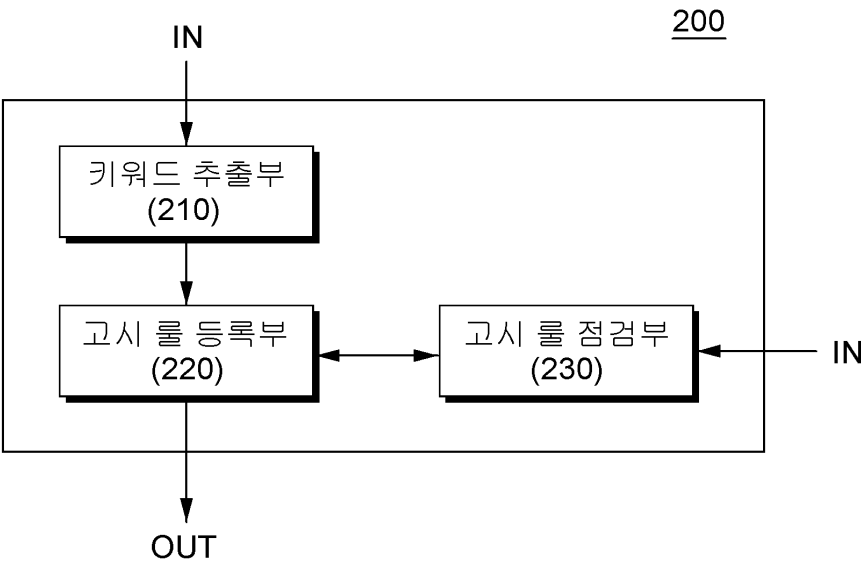 200
IN
키워드 추출부
(210)
고시 룰 등록부
(220)
고시 룰 점검부
(230)
IN
OUT